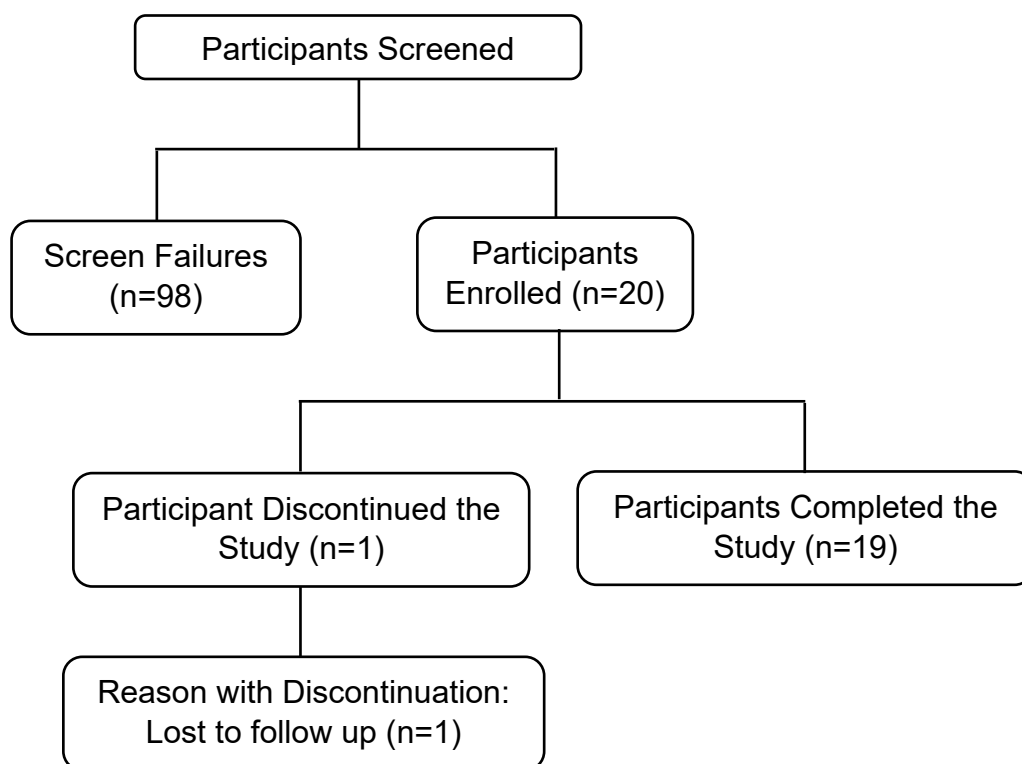 Participants Screened
Screen Failures
(n=98)
Participants
Enrolled (n=20)
Participant Discontinued the
Study (n=1)
Participants Completed the
Study (n=19)
Reason with Discontinuation:
Lost to follow up (n=1)